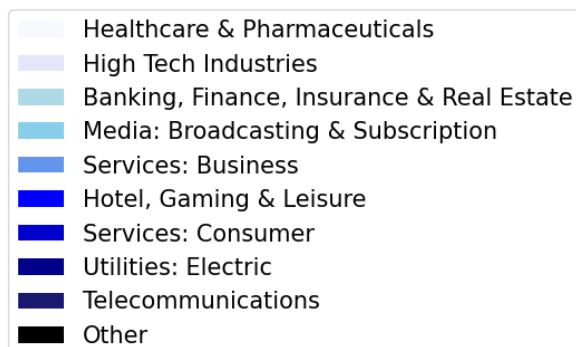 Healthcare & Pharmaceuticals
High Tech Industries
Banking, Finance, Insurance & Real Estate
Media: Broadcasting & Subscription
Services: Business
Hotel, Gaming & Leisure
Services: Consumer
Utilities: Electric
Telecommunications
Other